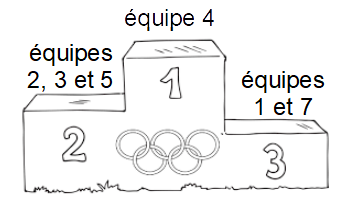 équipe 4
équipes
2, 3 et 5
équipes
1 et 7
1
2
3